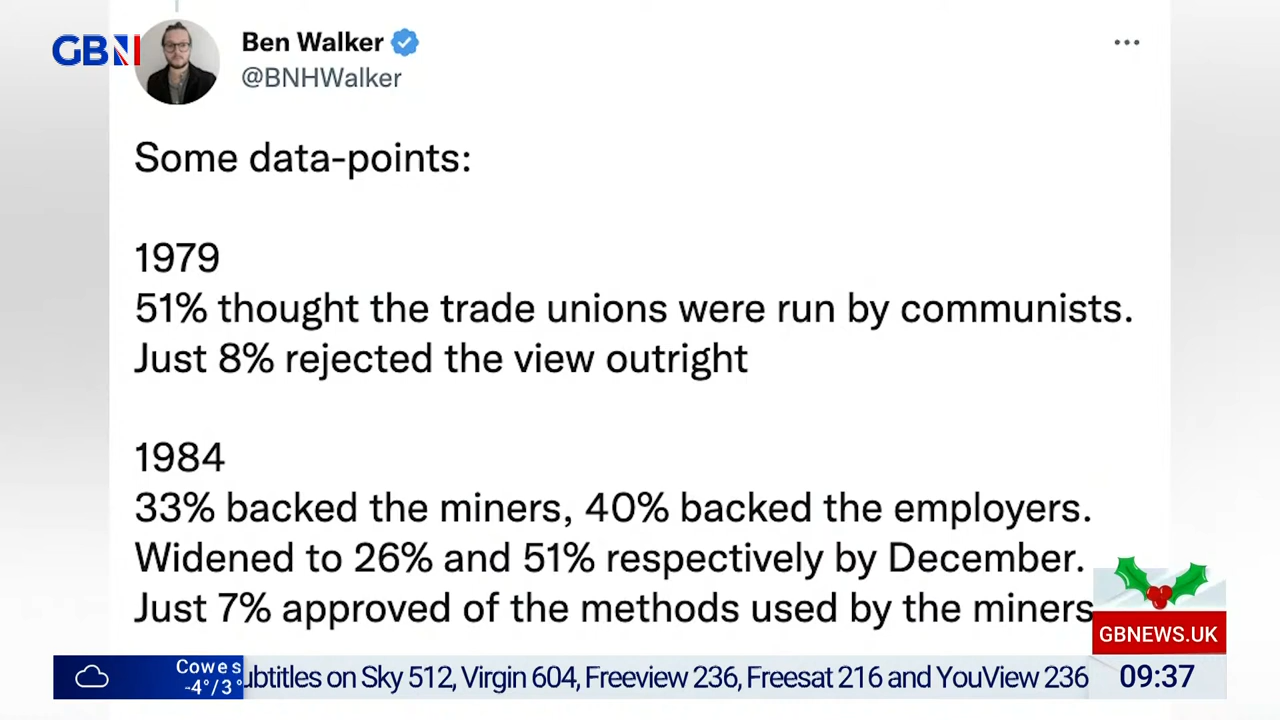 GBN
Ben Walker
@BNHWalker
Some data-points:
1979
51% thought the trade unions were run by communists.
Just 8% rejected the view outright
1984
33% backed the miners, 40% backed the employers.
Widened to 26% and 51% respectively by December.
Just 7% approved of the methods used by the miners
GBNEWS.UK
Cowes
-4°/3°
ubtitles on Sky 512, Virgin 604, Freeview 236, Freesat 216 and YouView 236
09:37